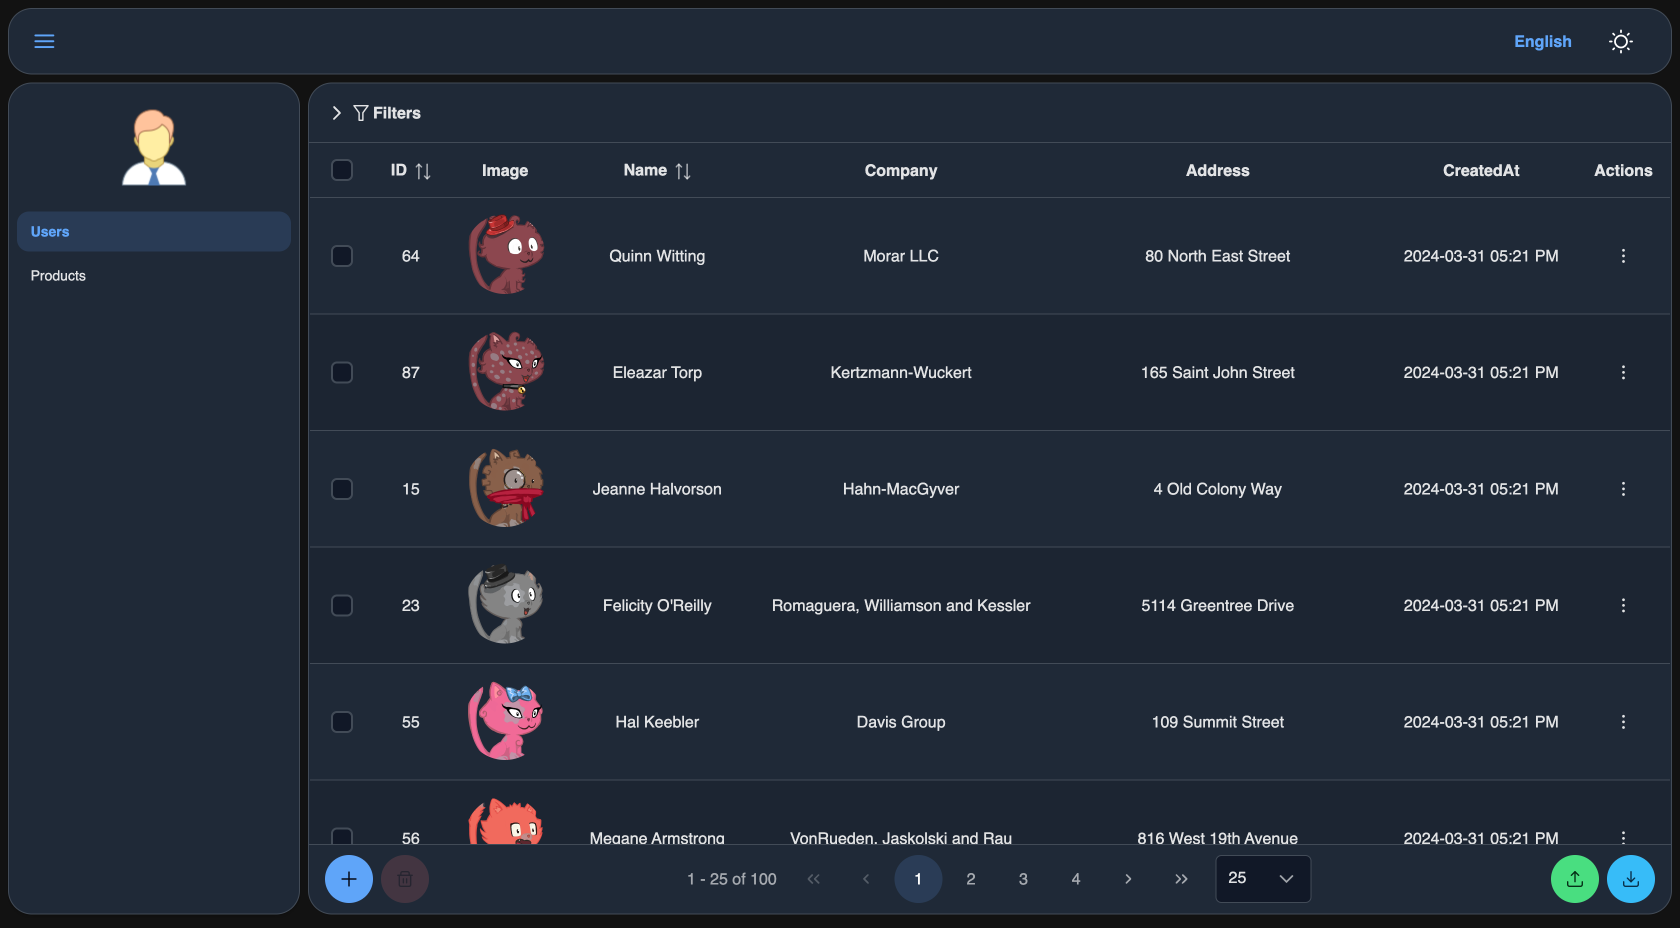 English
Users
Products
Filters
ID Image Name Company Address CreatedAt Actions
64 Quinn Witting Morar LLC 80 North East Street 2024-03-31 05:21 PM
87 Eleazar Torp Kertzmann-Wuckert 165 Saint John Street 2024-03-31 05:21 PM
15 Jeanne Halvorson Hahn-MacGyver 4 Old Colony Way 2024-03-31 05:21 PM
23 Felicity O'Reilly Romaguera, Williamson and Kessler 5114 Greentree Drive 2024-03-31 05:21 PM
55 Hal Keebler Davis Group 109 Summit Street 2024-03-31 05:21 PM
56 Megane Armstrong VonRueden, Jaskolski and Rau 816 West 19th Avenue 2024-03-31 05:21 PM
1 - 25 of 100 1 2 3 4 25